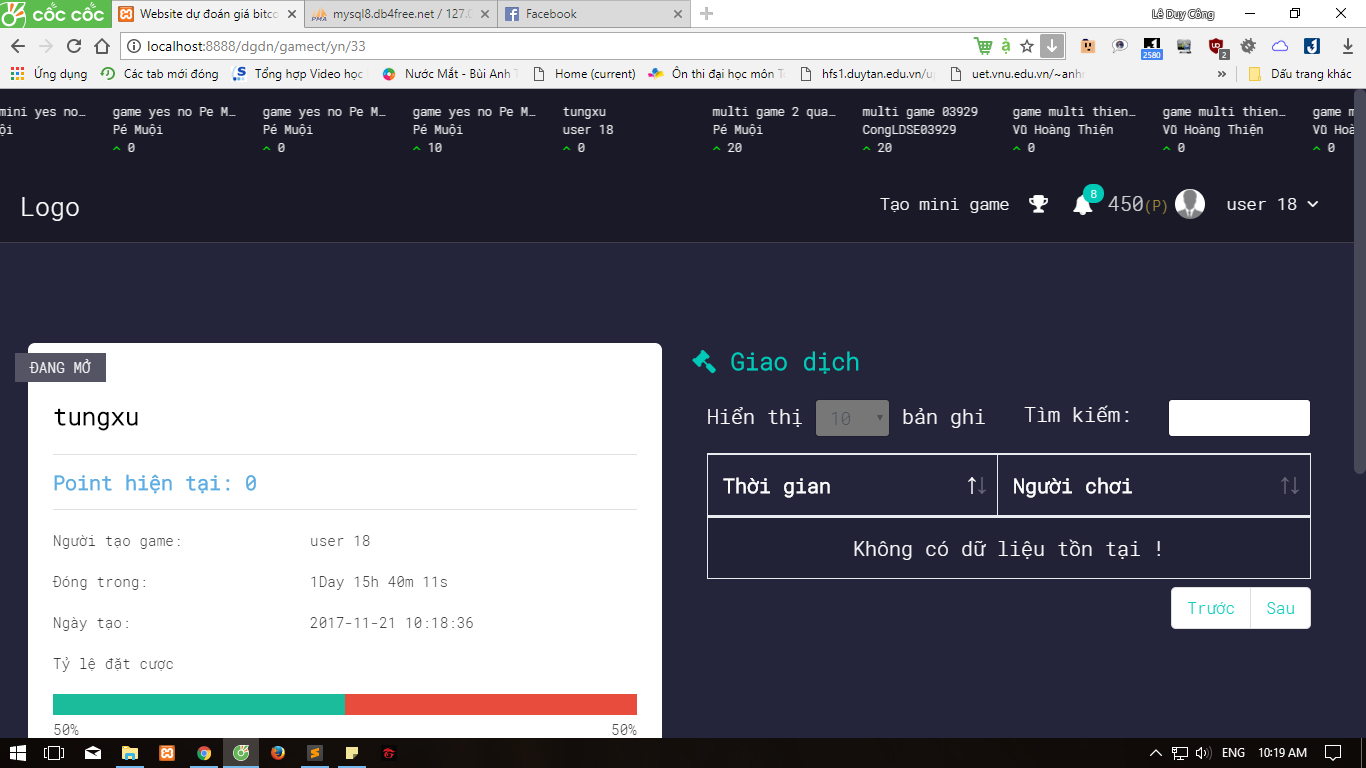 cốc cốc
Website dự đoán giá bitco
mysql8.db4free.net / 127.0
Facebook
Lê Duy Công
localhost:8888/dgdn/gamect/yn/33
Ứng dụng
Các tab mới đóng
Tổng hợp Video học
Nước Mắt - Bùi Anh T
Home (current)
Ôn thi đại học môn T
hfs1.duytan.edu.vn/u
uet.vnu.edu.vn/~anhn
»
Dấu trang khác
2580
2
mini yes no… game yes no Pe M… game yes no Pe M… game yes no Pe M… tungxu multi game 2 qua… multi game 03929 game multi thien… game multi thien… game m
ội Pé Muội Pé Muội Pé Muội user 18 Pé Muội CongLDSE03929 Vũ Hoàng Thiện Vũ Hoàng Thiện Vũ Hoà
0 0 10 0 20 20 0 0 0
Logo
Tạo mini game
8
450(P)
user 18
ĐANG MỞ
tungxu
Point hiện tại: 0
Người tạo game: user 18
Đóng trong: 1Day 15h 40m 11s
Ngày tạo: 2017-11-21 10:18:36
Tỷ lệ đặt cược
50% 50%
Giao dịch
Hiển thị 10 bản ghi Tìm kiếm:
Thời gian Người chơi
Không có dữ liệu tồn tại !
Trước Sau
ENG 10:19 AM